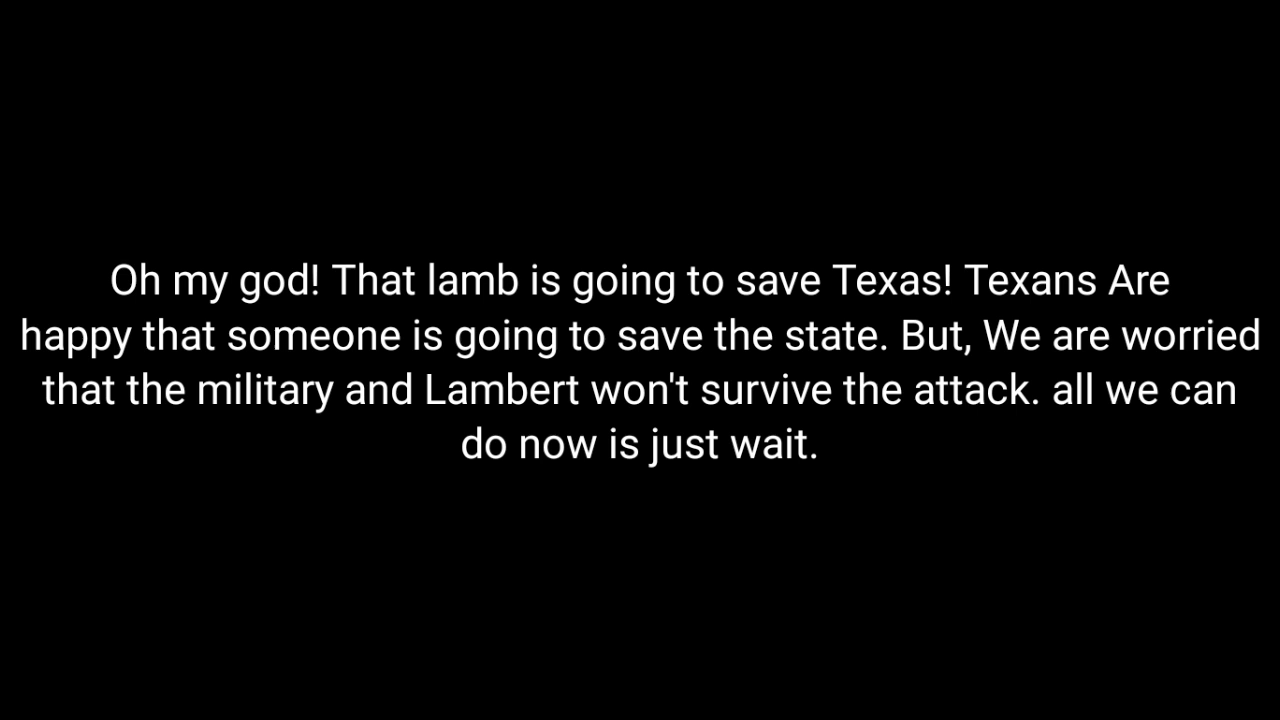 Oh my god! That lamb is going to save Texas! Texans Are
happy that someone is going to save the state. But, We are worried
that the military and Lambert won't survive the attack. all we can
do now is just wait.